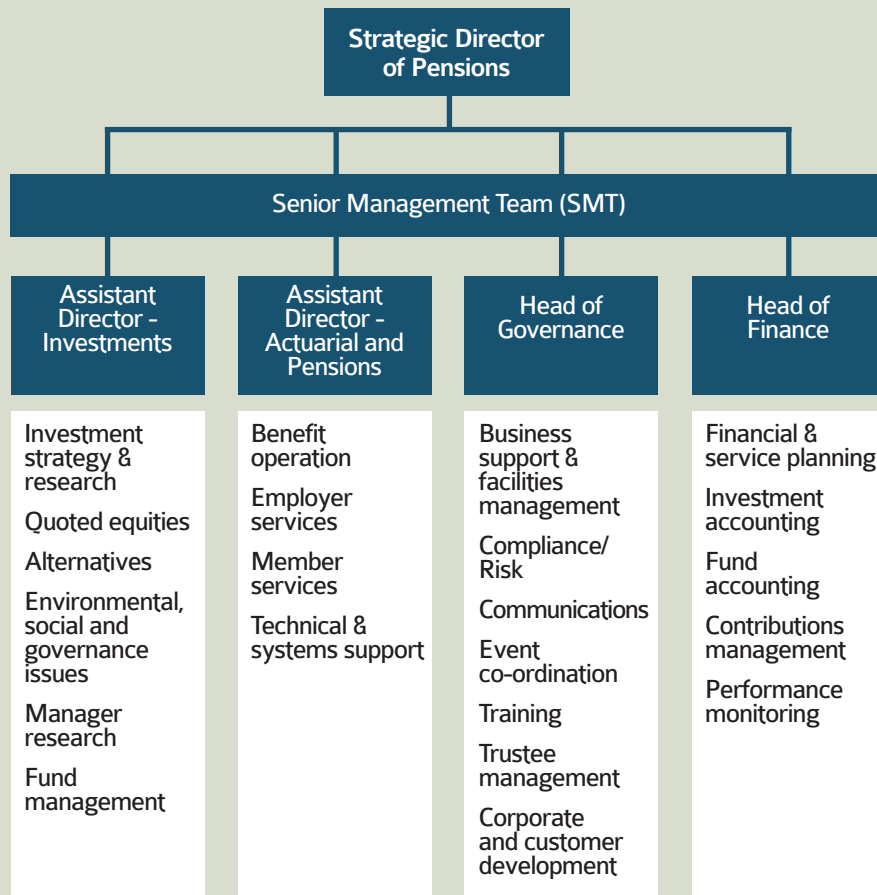 Strategic Director
of Pensions
Senior Management Team (SMT)
Assistant
Director -
Investments
Assistant
Director -
Actuarial and
Pensions
Head of
Governance
Head of
Finance
Investment
strategy &
research
Quoted equities
Alternatives
Environmental,
social and
governance
issues
Manager
research
Fund
management
Benefit
operation
Employer
services
Member
services
Technical &
systems support
Business
support &
facilities
management
Compliance/
Risk
Communications
Event
co-ordination
Training
Trustee
management
Corporate
and customer
development
Financial &
service planning
Investment
accounting
Fund
accounting
Contributions
management
Performance
monitoring